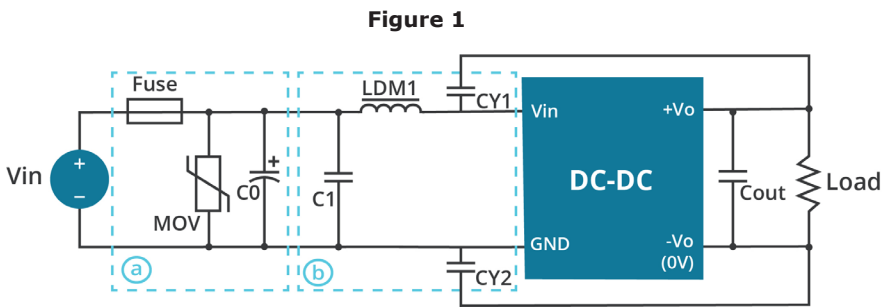 Figure 1
Fuse
LDM1
CY1
Vin
+Vo
+
Vin
−
MOV
+
C0
C1
DC-DC
Cout
Load
GND
-Vo
(0V)
a
b
CY2